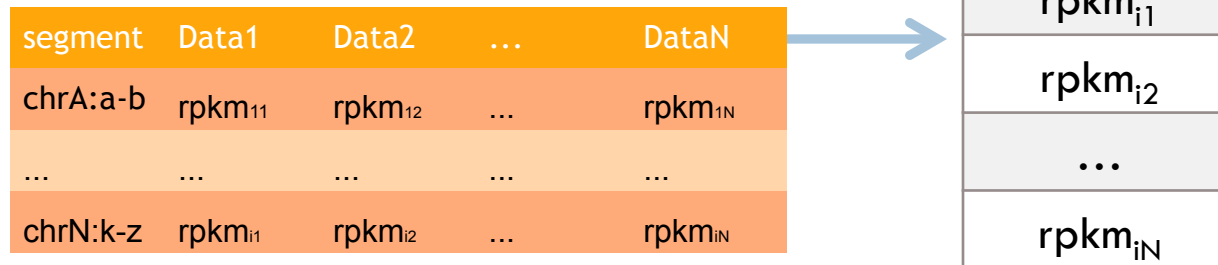 segment Data1 Data2 ... DataN
chrA:a-b rpkm11 rpkm12 ... rpkm1N
... ... ... ... ...
chrN:k-z rpkmi1 rpkmi2 ... rpkmiN
rpkmi1
rpkmi2
...
rpkmiN